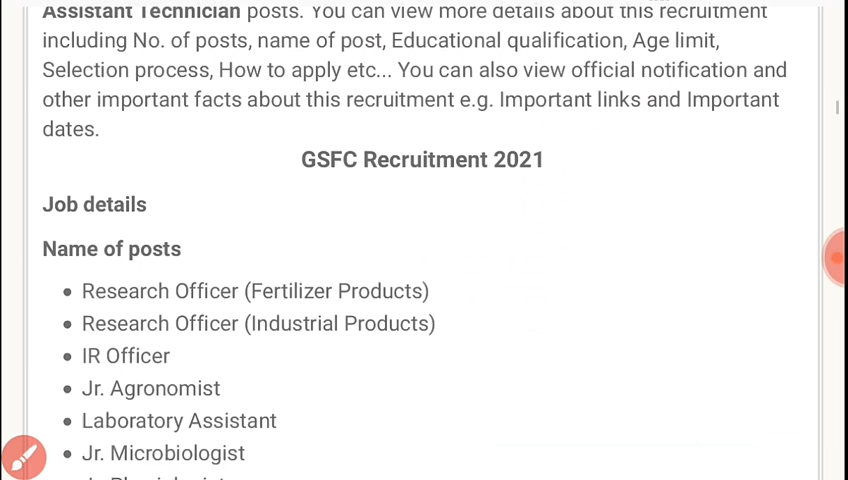 Assistant Technician posts. You can view more details about this recruitment
including No. of posts, name of post, Educational qualification, Age limit,
Selection process, How to apply etc... You can also view official notification and
other important facts about this recruitment e.g. Important links and Important
dates.
GSFC Recruitment 2021
Job details
Name of posts
• Research Officer (Fertilizer Products)
• Research Officer (Industrial Products)
• IR Officer
• Jr. Agronomist
• Laboratory Assistant
• Jr. Microbiologist